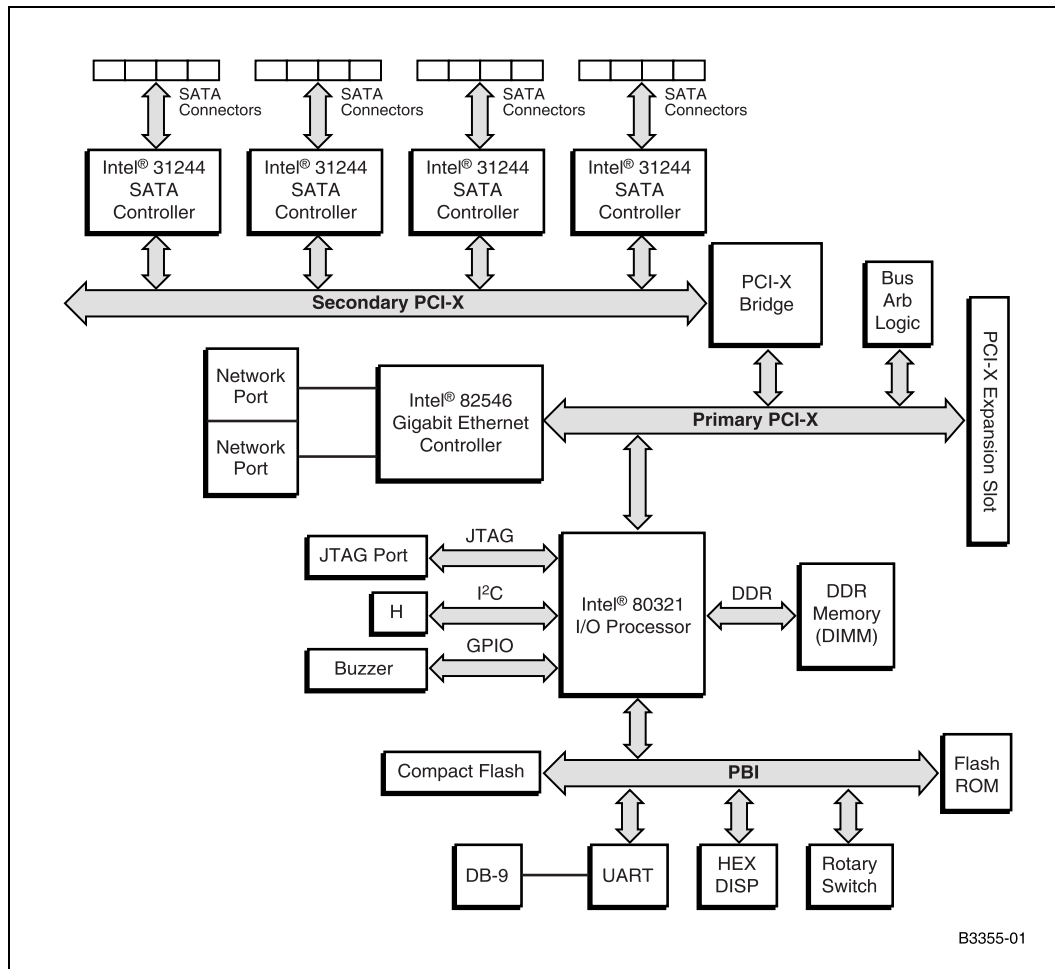 SATA
Connectors
SATA
Connectors
SATA
Connectors
SATA
Connectors
Intel® 31244
SATA
Controller
Intel® 31244
SATA
Controller
Intel® 31244
SATA
Controller
Intel® 31244
SATA
Controller
Secondary PCI-X
PCI-X
Bridge
Bus
Arb
Logic
PCI-X Expansion Slot
Network
Port
Network
Port
Intel® 82546
Gigabit Ethernet
Controller
Primary PCI-X
JTAG Port
JTAG
H
I²C
Buzzer
GPIO
Intel® 80321
I/O Processor
DDR
DDR
Memory
(DIMM)
Compact Flash
PBI
Flash
ROM
DB-9
UART
HEX
DISP
Rotary
Switch
B3355-01